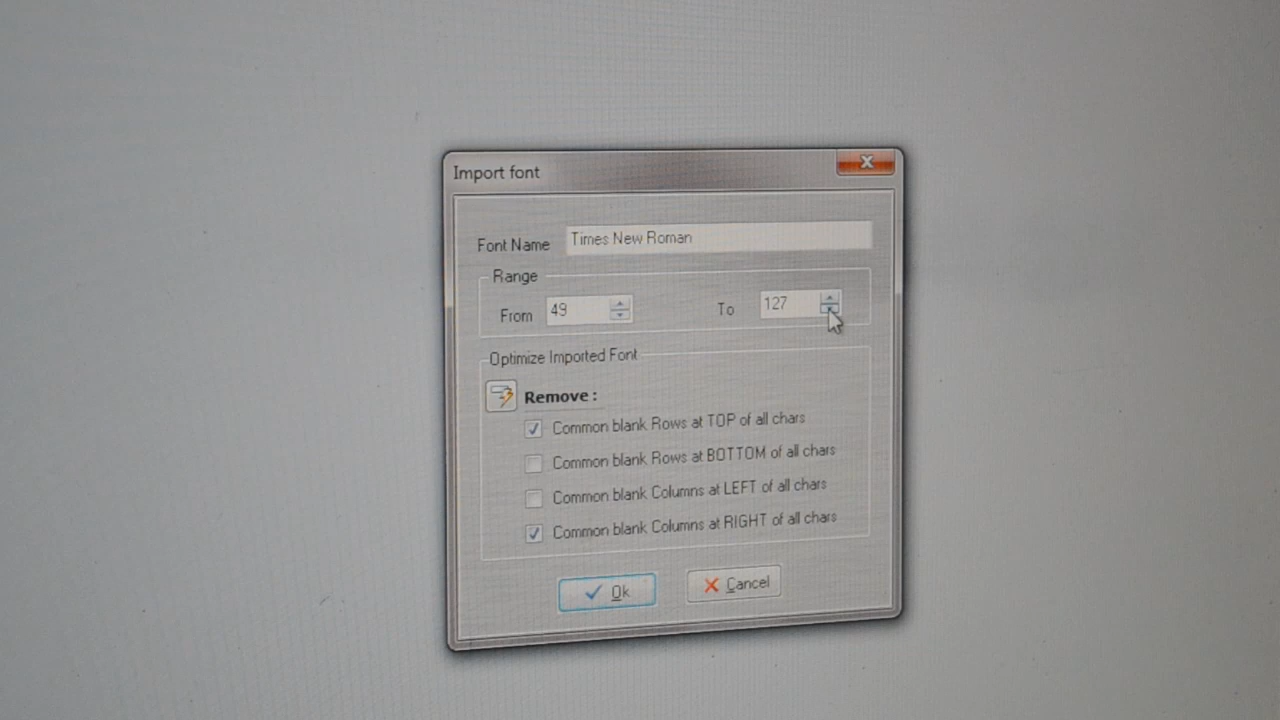 Import font
Font Name Times New Roman
Range
From 49 To 127
Optimize Imported Font
Remove :
Common blank Rows at TOP of all chars
Common blank Rows at BOTTOM of all chars
Common blank Columns at LEFT of all chars
Common blank Columns at RIGHT of all chars
Ok Cancel